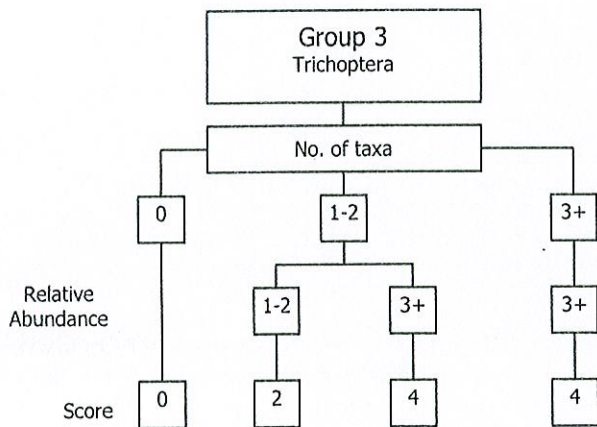 Group 3
Trichoptera
No. of taxa
0
1-2
3+
Relative
Abundance
1-2
3+
3+
Score
0
2
4
4